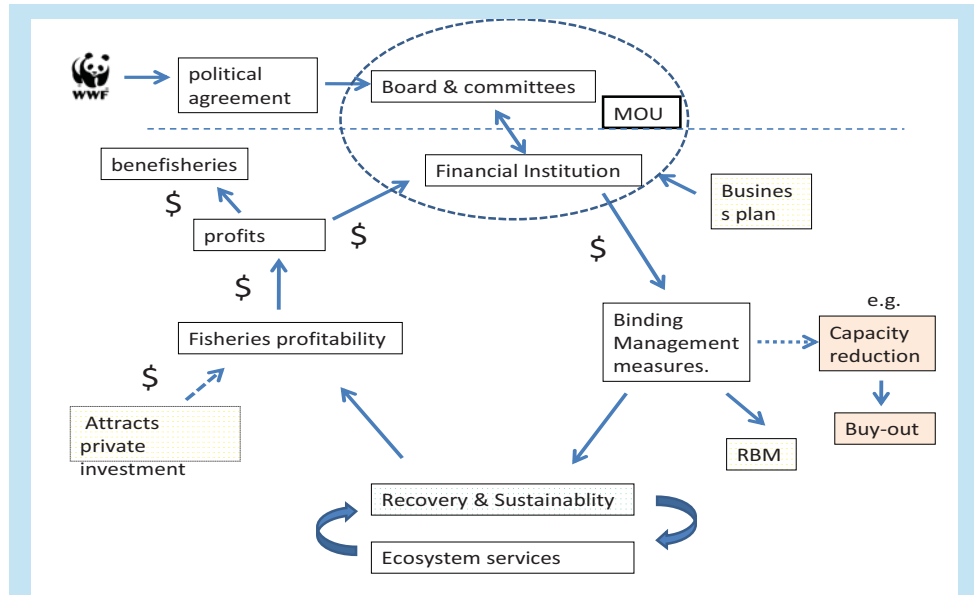 WWF
political
agreement
Board & committees
MOU
benefisheries
Financial Institution
Busines
s plan
$
profits
$
$
$
e.g.
Fisheries profitability
Binding
Management
measures.
Capacity
reduction
$
Attracts
private
investment
Buy-out
RBM
Recovery & Sustainablity
Ecosystem services